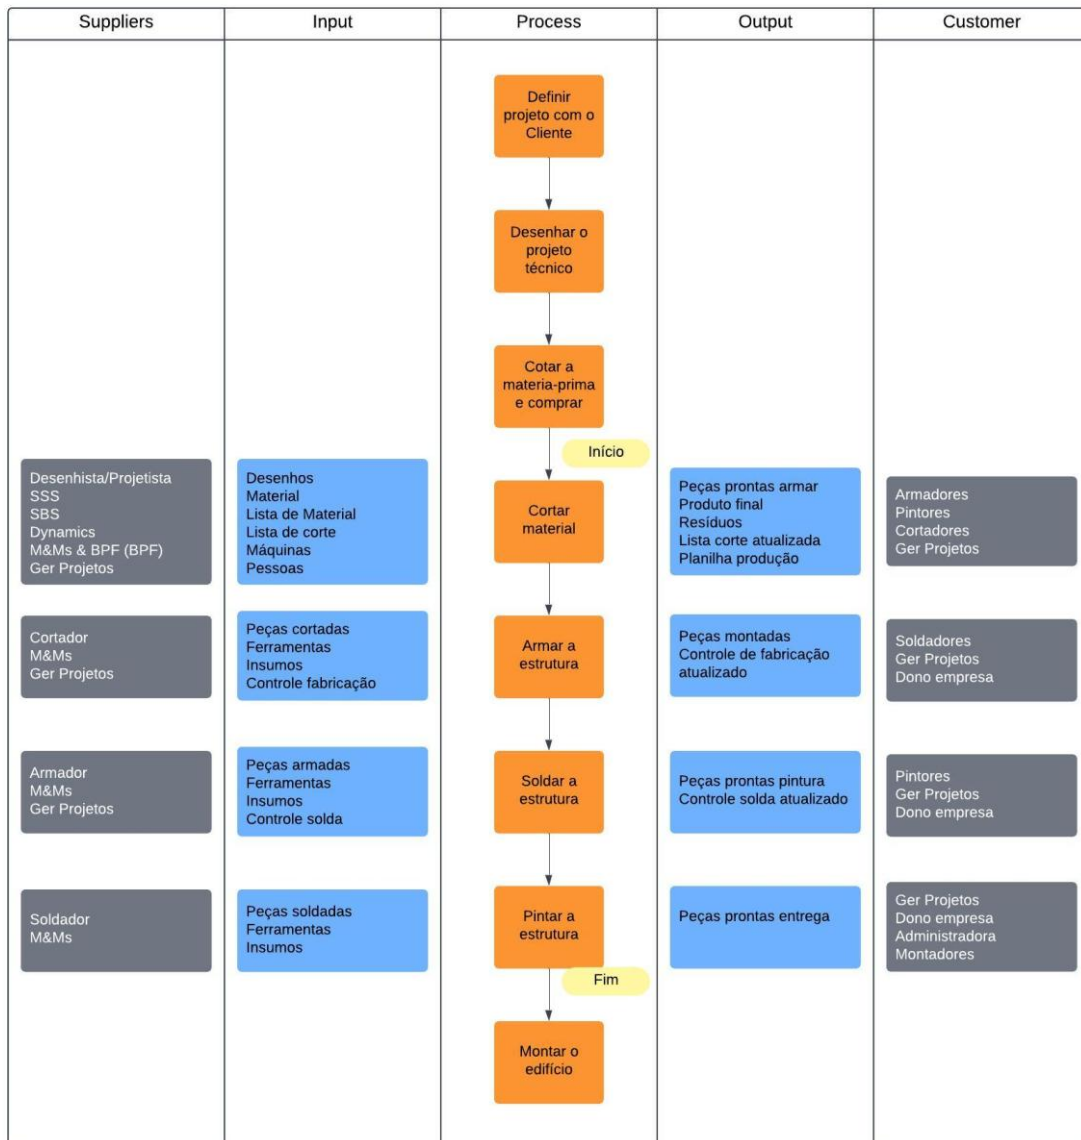 Suppliers
Input
Process
Output
Customer
Definir
projeto com o
Cliente
Desenhar o
projeto
técnico
Cotar a
materia-prima
e comprar
Início
Desenhista/Projetista
SSS
SBS
Dynamics
M&Ms & BPF (BPF)
Ger Projetos
Desenhos
Material
Lista de Material
Lista de corte
Máquinas
Pessoas
Cortar
material
Peças prontas armar
Produto final
Resíduos
Lista corte atualizada
Planilha produção
Armadores
Pintores
Cortadores
Ger Projetos
Cortador
M&Ms
Ger Projetos
Peças cortadas
Ferramentas
Insumos
Controle fabricação
Armar a
estrutura
Peças montadas
Controle de fabricação
atualizado
Soldadores
Ger Projetos
Dono empresa
Armador
M&Ms
Ger Projetos
Peças armadas
Ferramentas
Insumos
Controle solda
Soldar a
estrutura
Peças prontas pintura
Controle solda atualizado
Pintores
Ger Projetos
Dono empresa
Soldador
M&Ms
Peças soldadas
Ferramentas
Insumos
Pintar a
estrutura
Peças prontas entrega
Ger Projetos
Dono empresa
Administradora
Montadores
Fim
Montar o
edifício